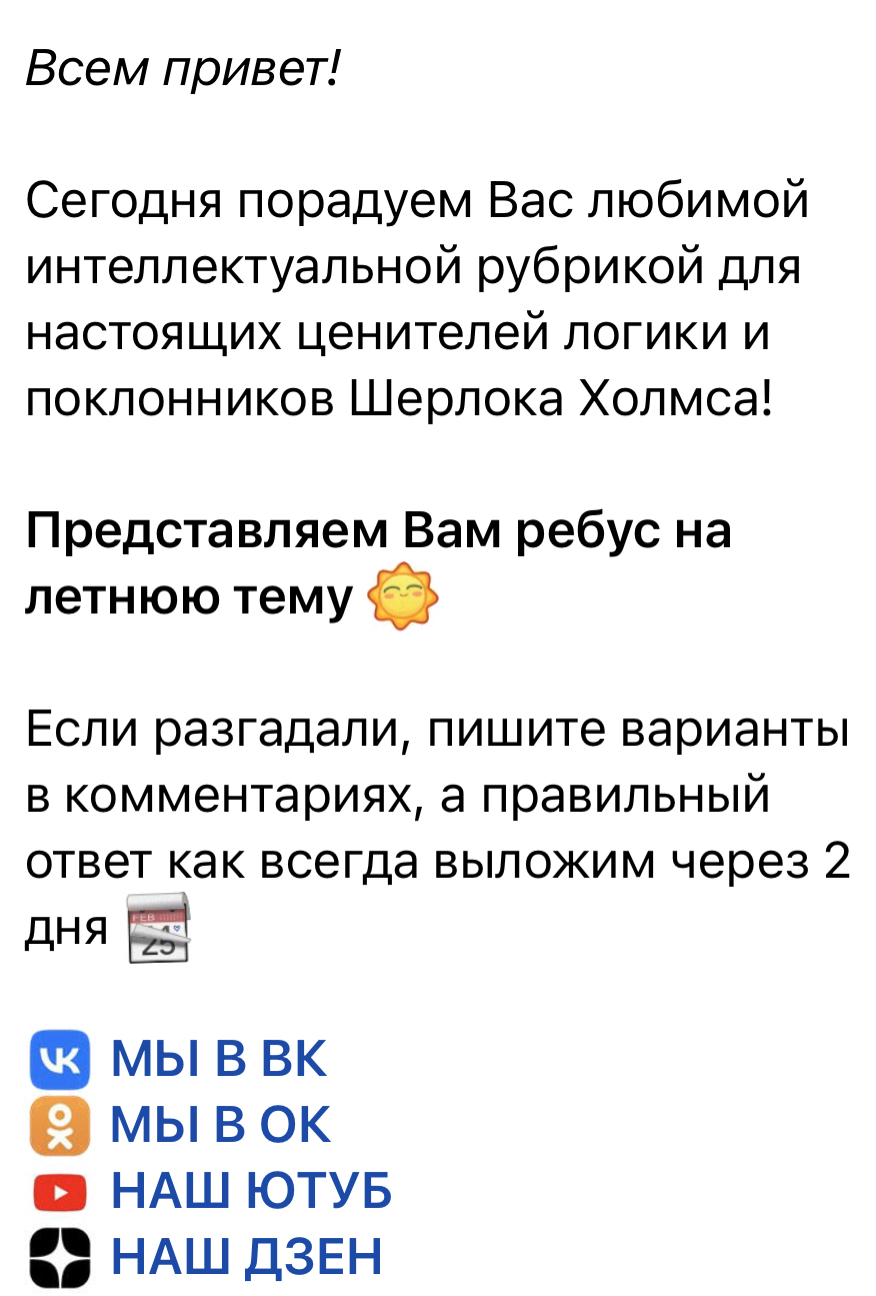 Всем привет!
Сегодня порадуем Вас любимой
интеллектуальной рубрикой для
настоящих ценителей логики и
поклонников Шерлока Холмса!
Представляем Вам ребус на
летнюю тему
Если разгадали, пишите варианты
в комментариях, а правильный
ответ как всегда выложим через 2
дня
МЫ В ВК
МЫ В ОК
НАШ ЮТУБ
НАШ ДЗЕН